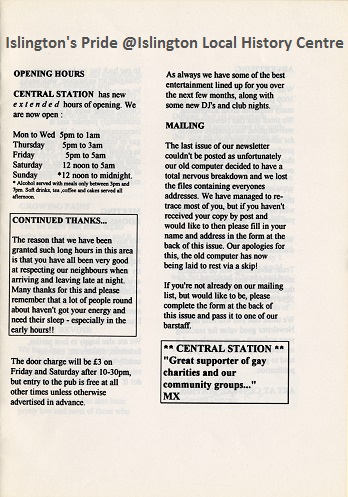 Islington's Pride @Islington Local History Centre
OPENING HOURS
CENTRAL STATION has new
extended hours of opening. We
are now open :
Mon to Wed 5pm to 1am
Thursday 5pm to 3am
Friday 5pm to 5am
Saturday 12 noon to 5am
Sunday *12 noon to midnight.
* Alcohol served with meals only between 3pm and
7pm. Soft drinks, tea ,coffee and cakes served all
afternoon.
CONTINUED THANKS...
The reason that we have been
granted such long hours in this area
is that you have all been very good
at respecting our neighbours when
arriving and leaving late at night.
Many thanks for this and please
remember that a lot of people round
about haven't got your energy and
need their sleep - especially in the
early hours!!
The door charge will be £3 on
Friday and Saturday after 10-30pm,
but entry to the pub is free at all
other times unless otherwise
advertised in advance.
As always we have some of the best
entertainment lined up for you over
the next few months, along with
some new DJ's and club nights.
MAILING
The last issue of our newsletter
couldn't be posted as unfortunately
our old computer decided to have a
total nervous breakdown and we lost
the files containing everyones
addresses. We have managed to re-
trace most of you, but if you haven't
received your copy by post and
would like to then please fill in your
name and address in the form at the
back of this issue. Our apologies for
this, the old computer has now
being laid to rest via a skip!
If you're not already on our mailing
list, but would like to be, please
complete the form at the back of
this issue and pass it to one of our
barstaff.
** CENTRAL STATION **
"Great supporter of gay
charities and our
community groups..."
MX